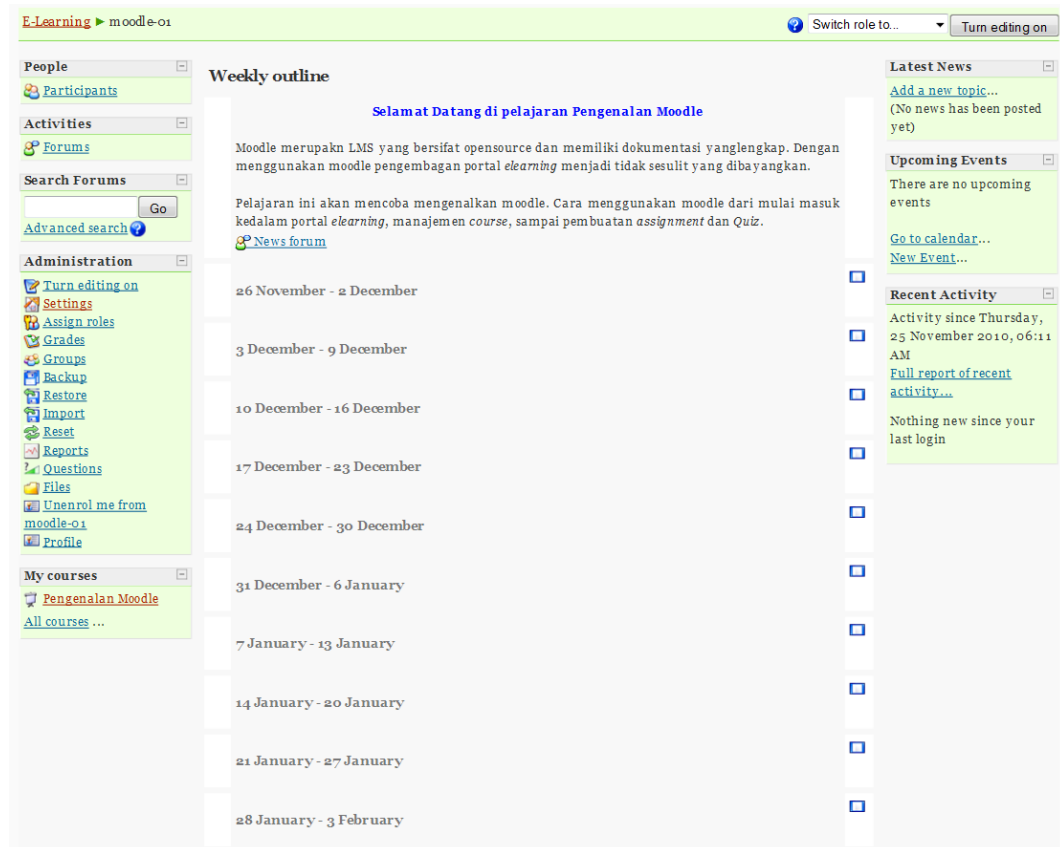 E-Learning ► moodle-01
Switch role to...
Turn editing on
People
Participants
Activities
Forums
Search Forums
Go
Advanced search
Administration
Turn editing on
Settings
Assign roles
Grades
Groups
Backup
Restore
Import
Reset
Reports
Questions
Files
Unenrol me from
moodle-01
Profile
My courses
Pengenalan Moodle
All courses ...
Weekly outline
Selamat Datang di pelajaran Pengenalan Moodle
Moodle merupakn LMS yang bersifat opensource dan memiliki dokumentasi yanglengkap. Dengan
menggunakan moodle pengembagan portal elearning menjadi tidak sesulit yang dibayangkan.
Pelajaran ini akan mencoba mengenalkan moodle. Cara menggunakan moodle dari mulai masuk
kedalam portal elearning, manajemen course, sampai pembuatan assignment dan Quiz.
News forum
26 November - 2 December
3 December - 9 December
10 December - 16 December
17 December - 23 December
24 December - 30 December
31 December - 6 January
7 January - 13 January
14 January - 20 January
21 January - 27 January
28 January - 3 February
Latest News
Add a new topic...
(No news has been posted
yet)
Upcoming Events
There are no upcoming
events
Go to calendar...
New Event...
Recent Activity
Activity since Thursday,
25 November 2010, 06:11
AM
Full report of recent
activity...
Nothing new since your
last login